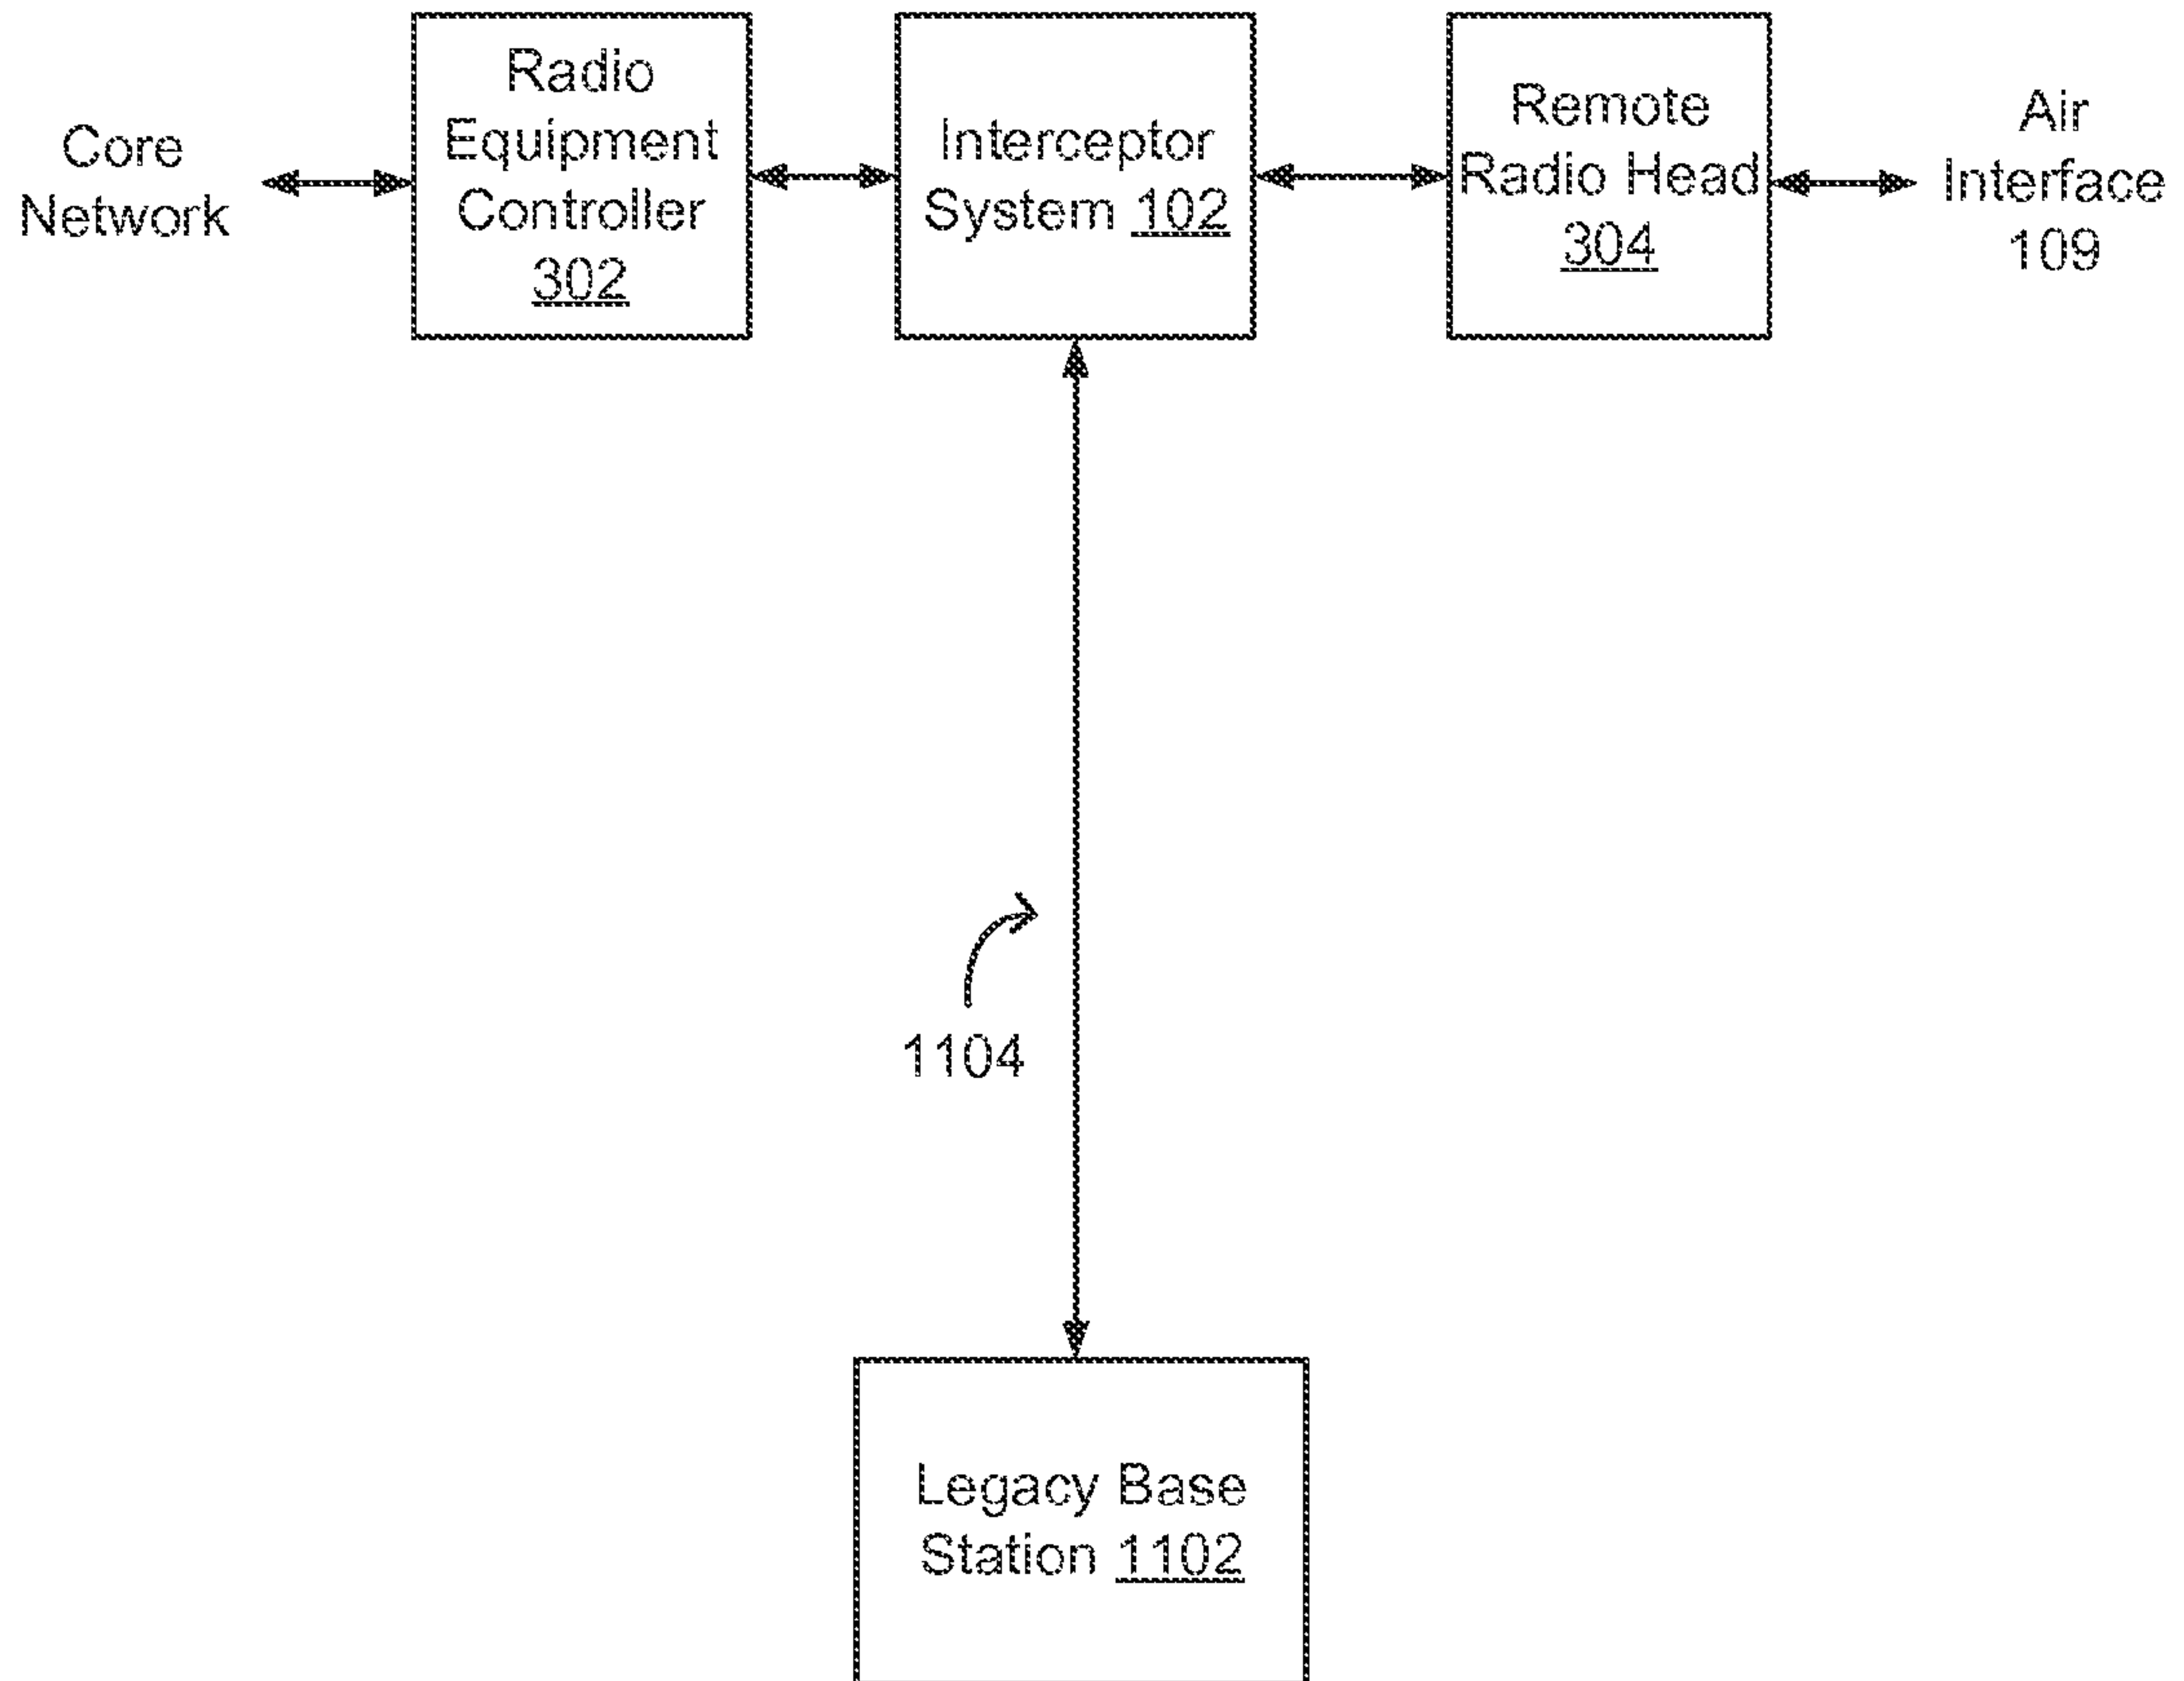 Core
Network
Radio
Equipment
Controller
302
Interceptor
System 102
Remote
Radio Head
304
Air
Interface
109
1104
Legacy Base
Station 1102